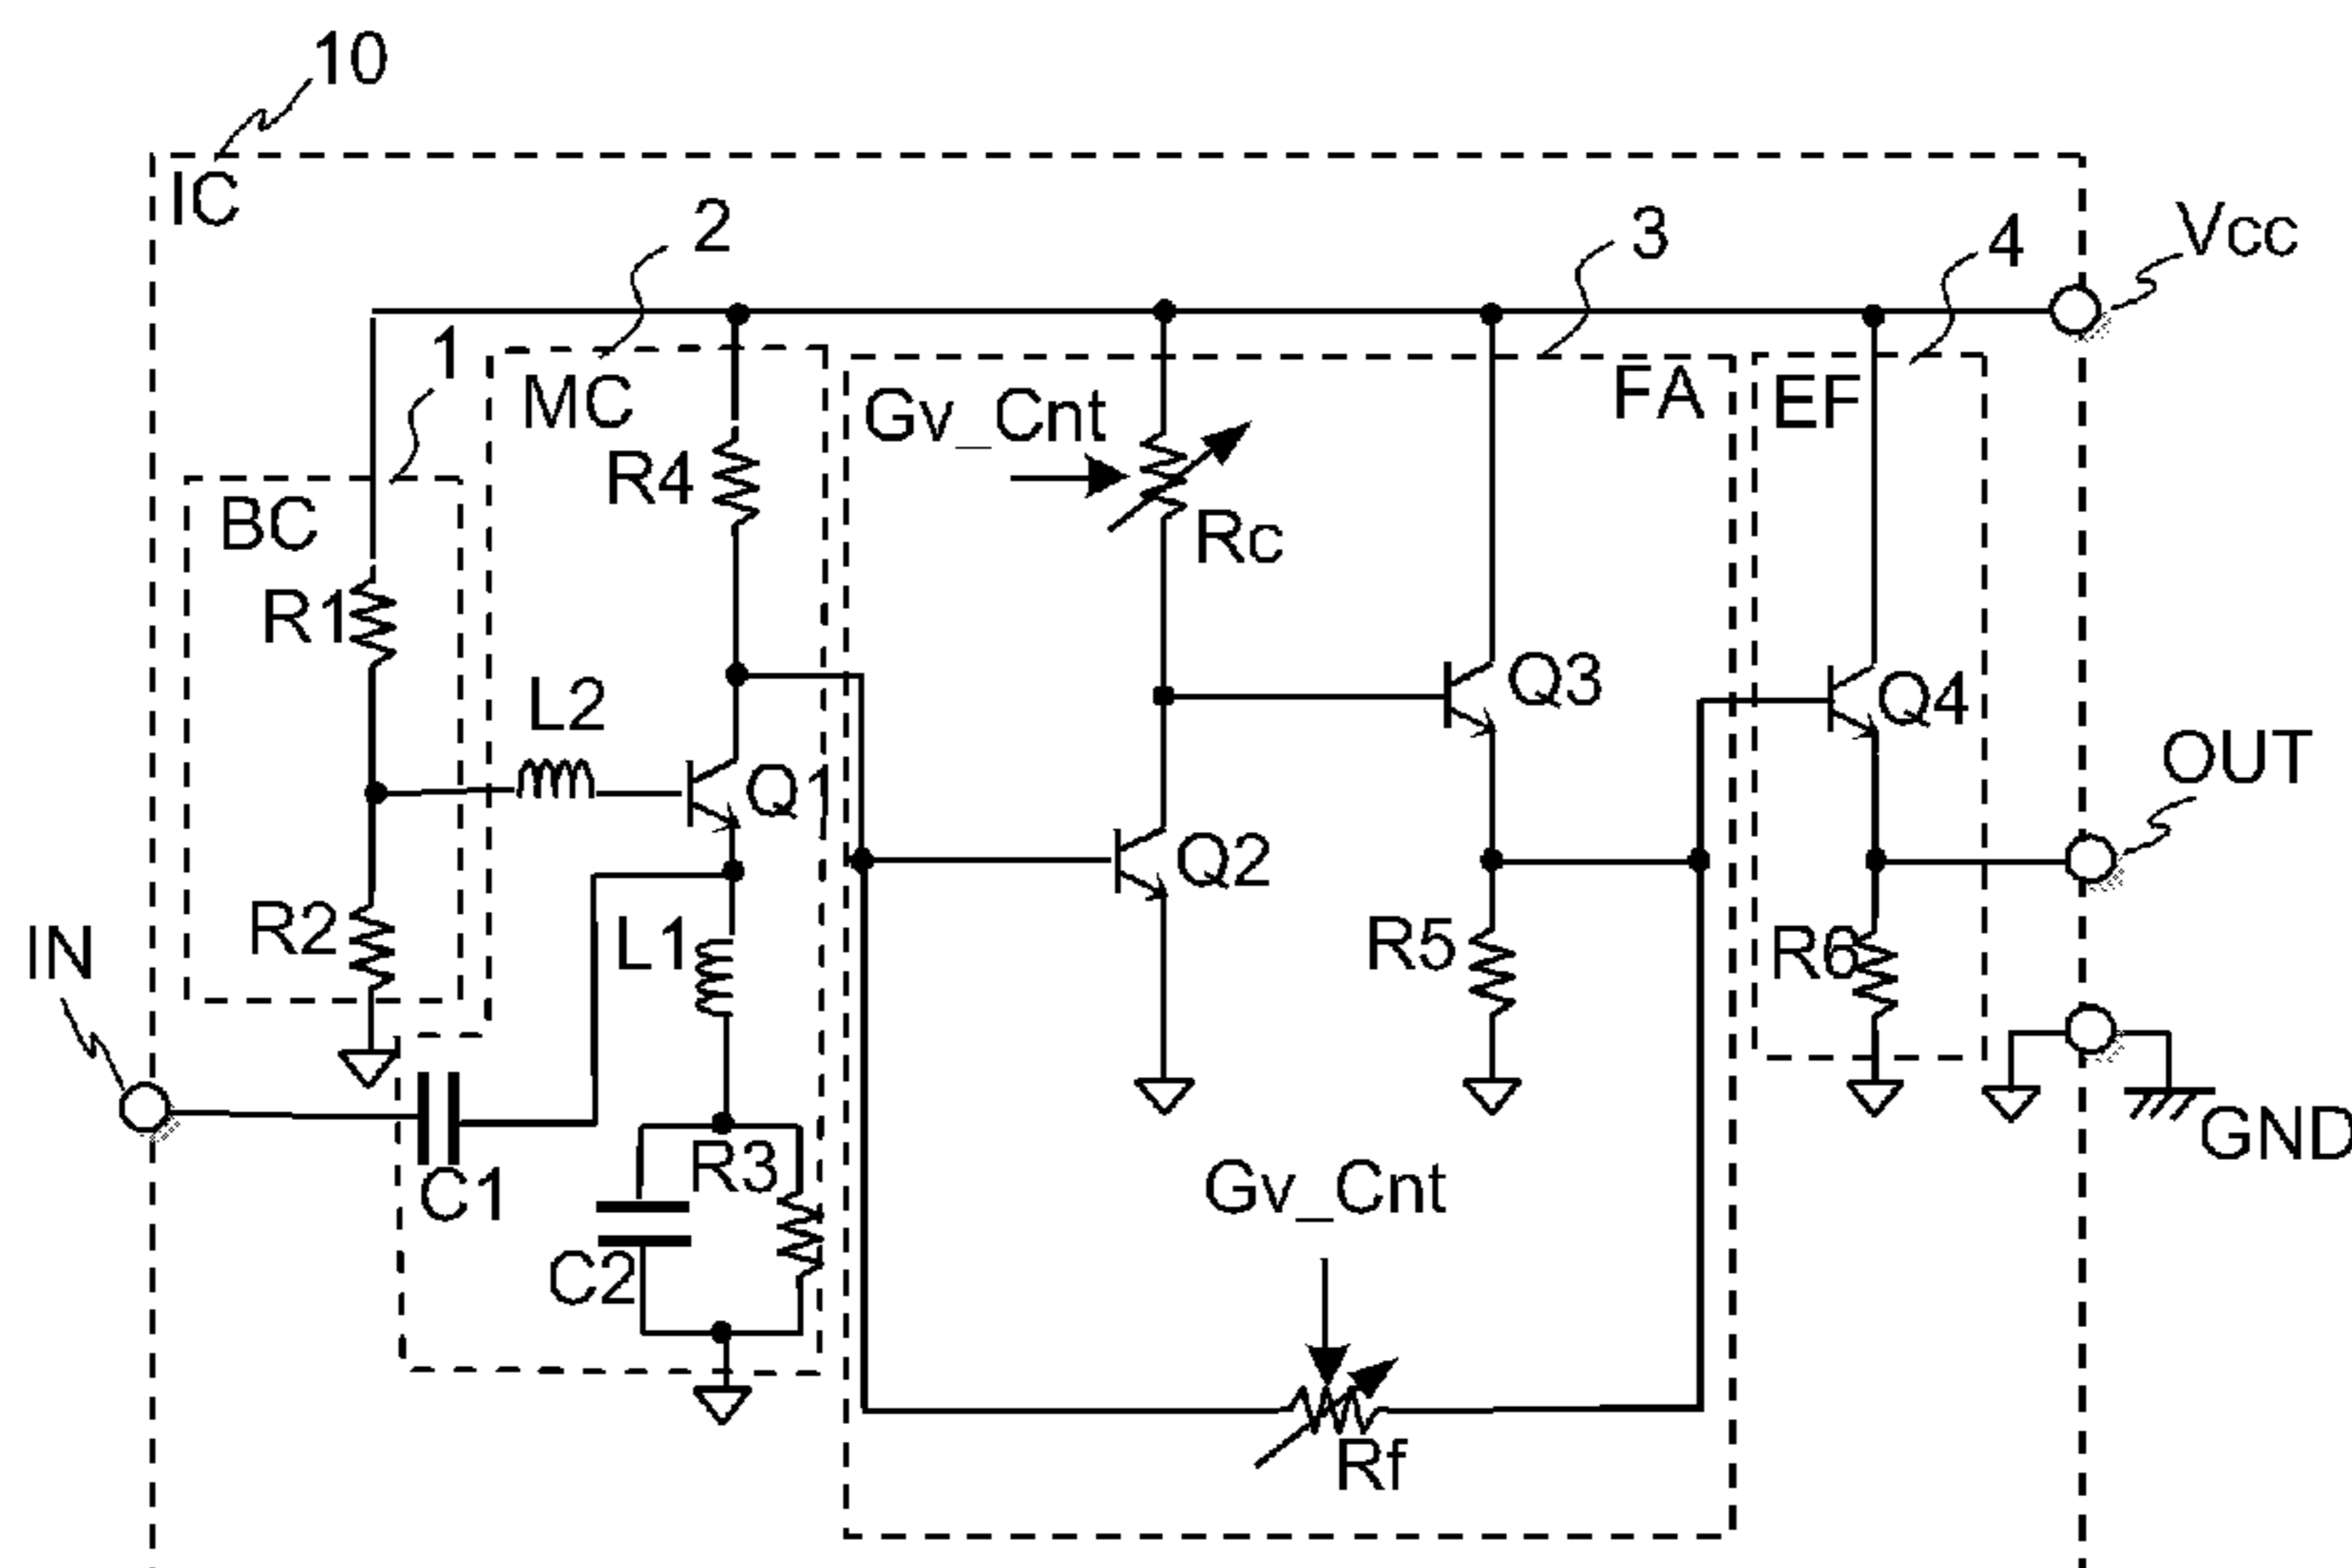 10
IC
2
3
4
Vcc
1
MC
Gv_Cnt
FA
EF
R4
BC
Rc
R1
L2
Q3
Q4
Q1
OUT
Q2
R2
L1
R5
R6
IN
GND
R3
C1
Gv_Cnt
C2
Rf